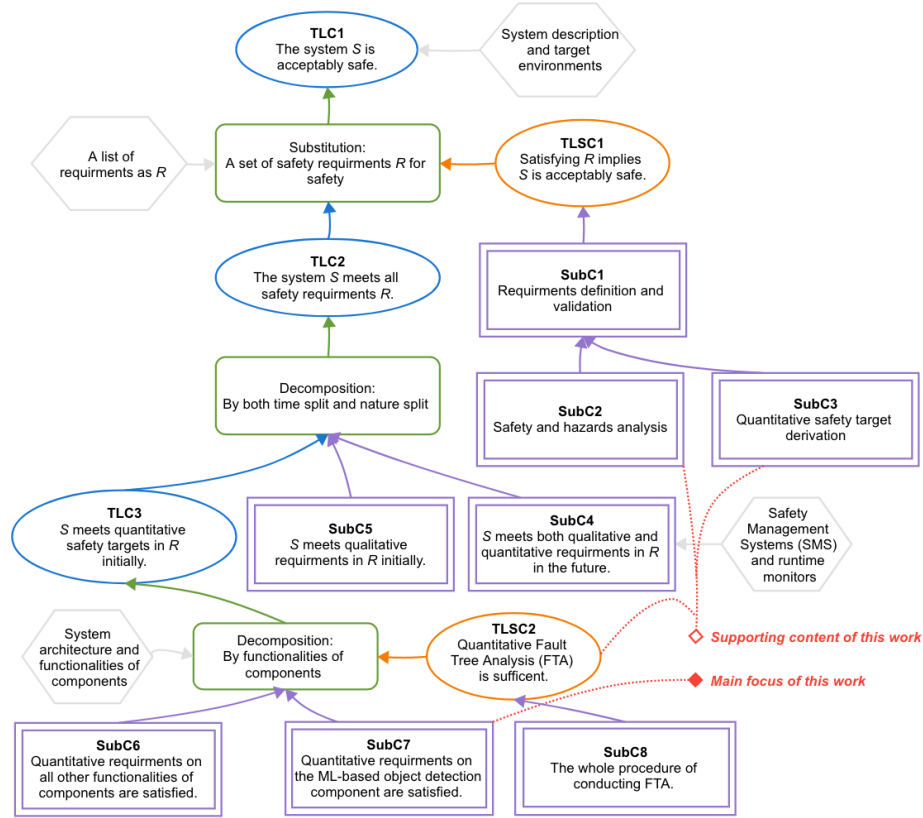 TLC1
The system S is
acceptably safe.
System description
and target
environments
Substitution:
A set of safety requirments R for
safety
A list of
requirments as R
TLSC1
Satisfying R implies
S is acceptably safe.
TLC2
The system S meets all
safety requirments R.
SubC1
Requirments definition and
validation
Decomposition:
By both time split and nature split
SubC2
Safety and hazards analysis
SubC3
Quantitative safety target
derivation
TLC3
S meets quantitative
safety targets in R
initially.
SubC5
S meets qualitative
requirments in R initially.
SubC4
S meets both qualitative and
quantitative requirments in R
in the future.
Safety
Management
Systems (SMS)
and runtime
monitors
System
architecture and
functionalities of
components
Decomposition:
By functionalities of
components
TLSC2
Quantitative Fault
Tree Analysis (FTA)
is sufficent.
Supporting content of this work
Main focus of this work
SubC6
Quantitative requirments on
all other functionalities of
components are satisfied.
SubC7
Quantitative requirments on
the ML-based object detection
component are satisfied.
SubC8
The whole procedure of
conducting FTA.